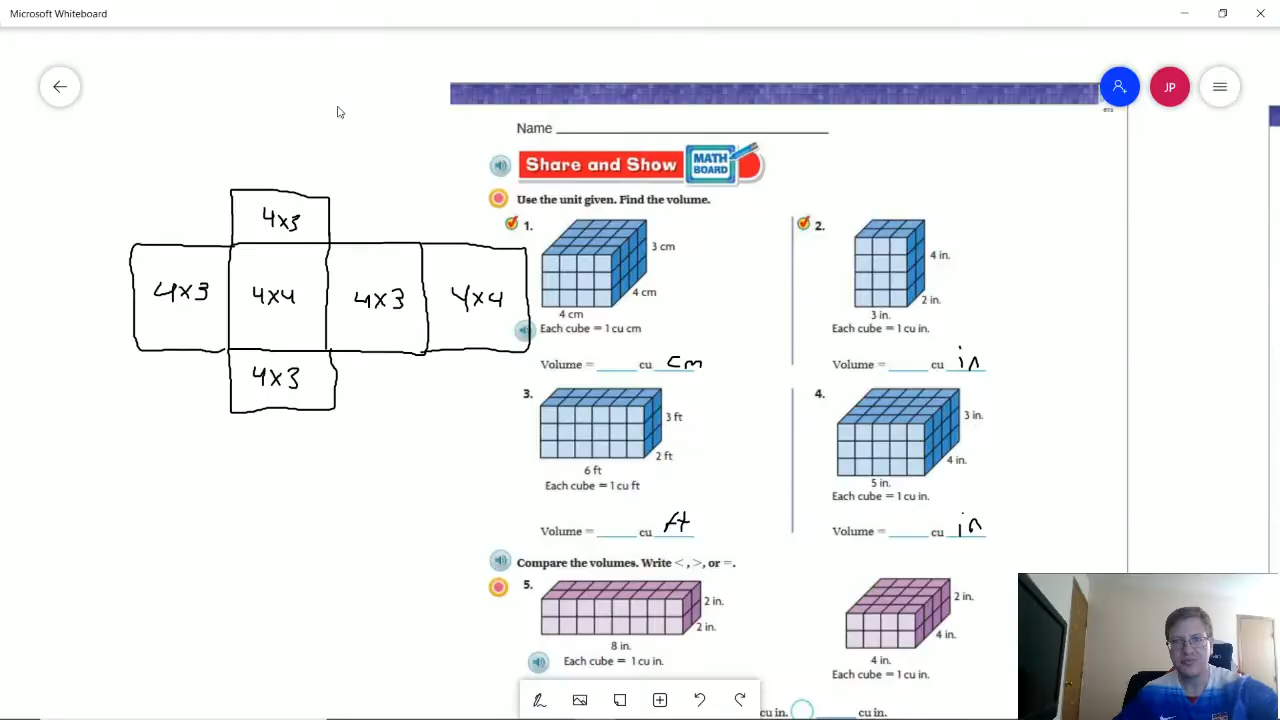 Microsoft Whiteboard
JP
Name
Share and Show MATH BOARD
Use the unit given. Find the volume.
4x3
4x3 4x4 4x3 4x4
4x3
1.
3 cm
4 cm
4 cm
Each cube = 1 cu cm
Volume = ____ cu cm
2.
4 in.
2 in.
3 in.
Each cube = 1 cu in.
Volume = ____ cu in
3.
3 ft
2 ft
6 ft
Each cube = 1 cu ft
Volume = ____ cu ft
4.
3 in.
4 in.
5 in.
Each cube = 1 cu in.
Volume = ____ cu in
Compare the volumes. Write <, >, or =.
5.
2 in.
2 in.
8 in.
Each cube = 1 cu in.
2 in.
4 in.
4 in.
Each cube = 1 cu in.
cu in. ____ cu in.